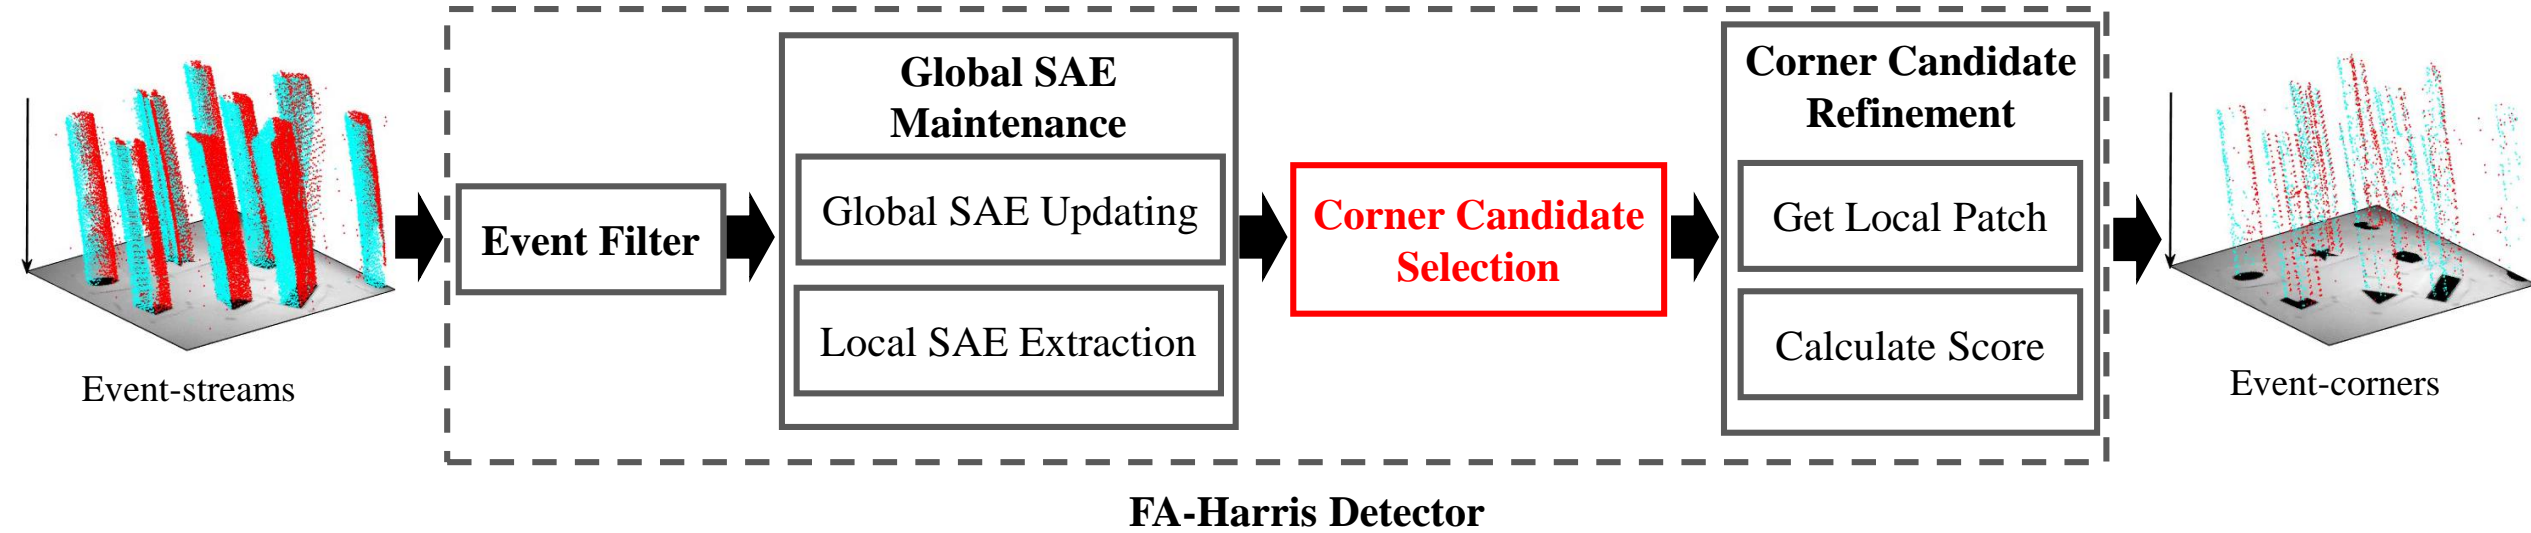 Event-streams
Event Filter
Global SAE
Maintenance
Global SAE Updating
Local SAE Extraction
Corner Candidate
Selection
Corner Candidate
Refinement
Get Local Patch
Calculate Score
Event-corners
FA-Harris Detector